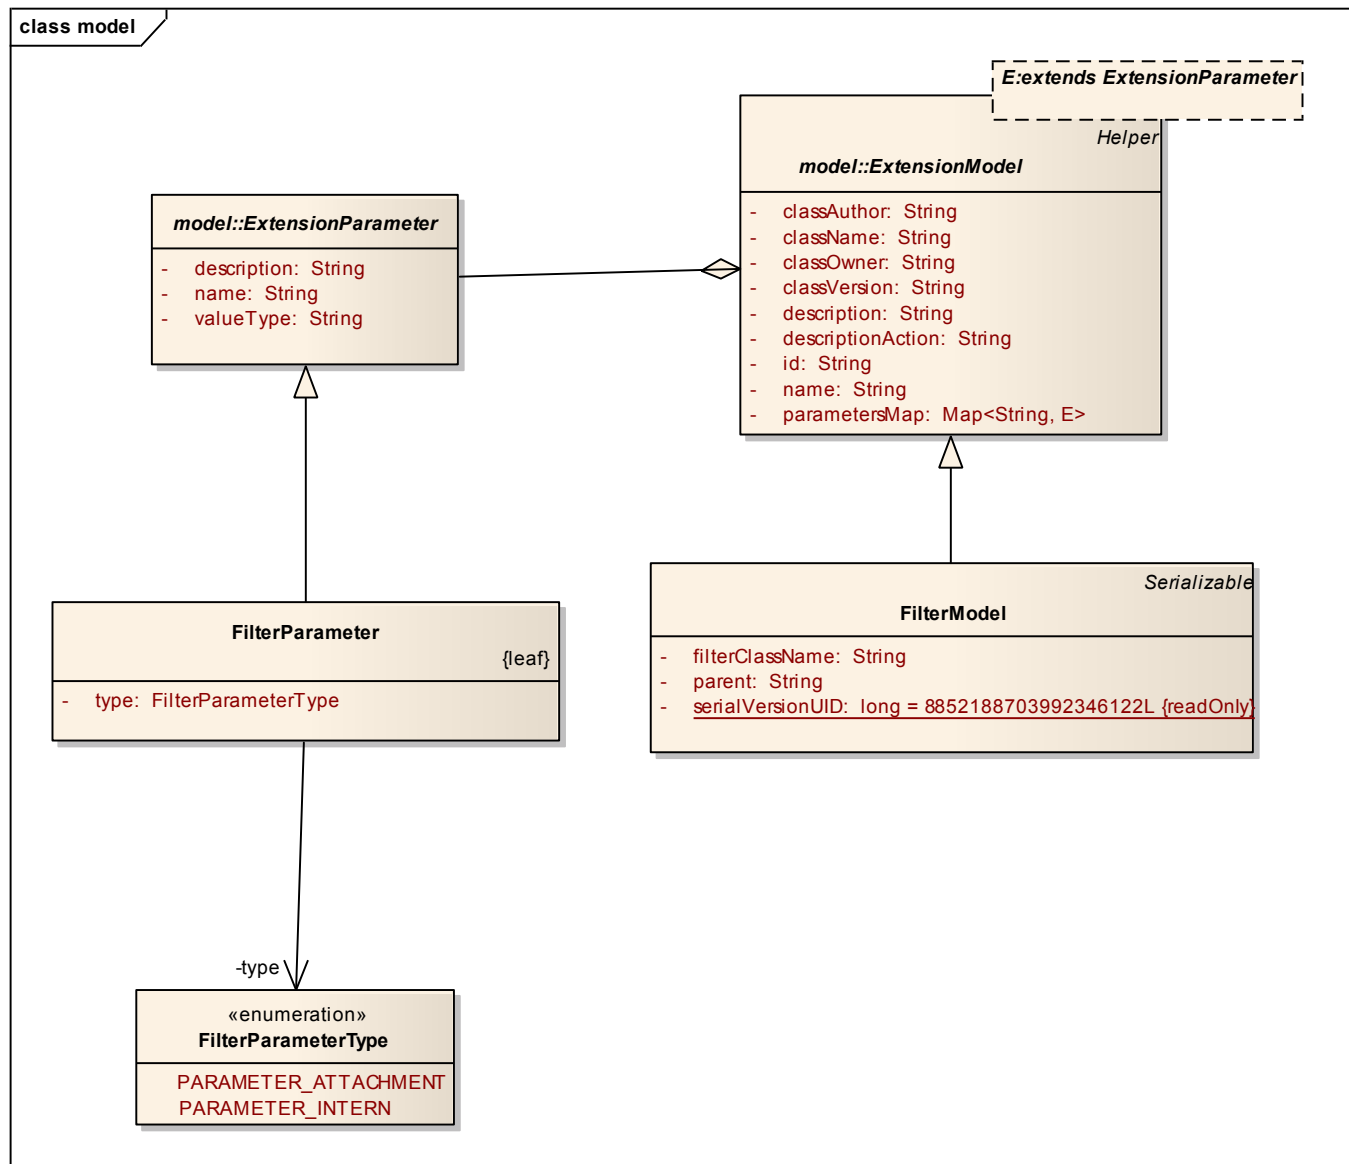 class model
E:extends ExtensionParameter
Helper
model::ExtensionModel
- classAuthor: String
- className: String
- classOwner: String
- classVersion: String
- description: String
- descriptionAction: String
- id: String
- name: String
- parametersMap: Map<String, E>
model::ExtensionParameter
- description: String
- name: String
- valueType: String
Serializable
FilterModel
- filterClassName: String
- parent: String
- serialVersionUID: long = 8852188703992346122L {readOnly}
FilterParameter
{leaf}
- type: FilterParameterType
-type
«enumeration»
FilterParameterType
PARAMETER_ATTACHMENT
PARAMETER_INTERN